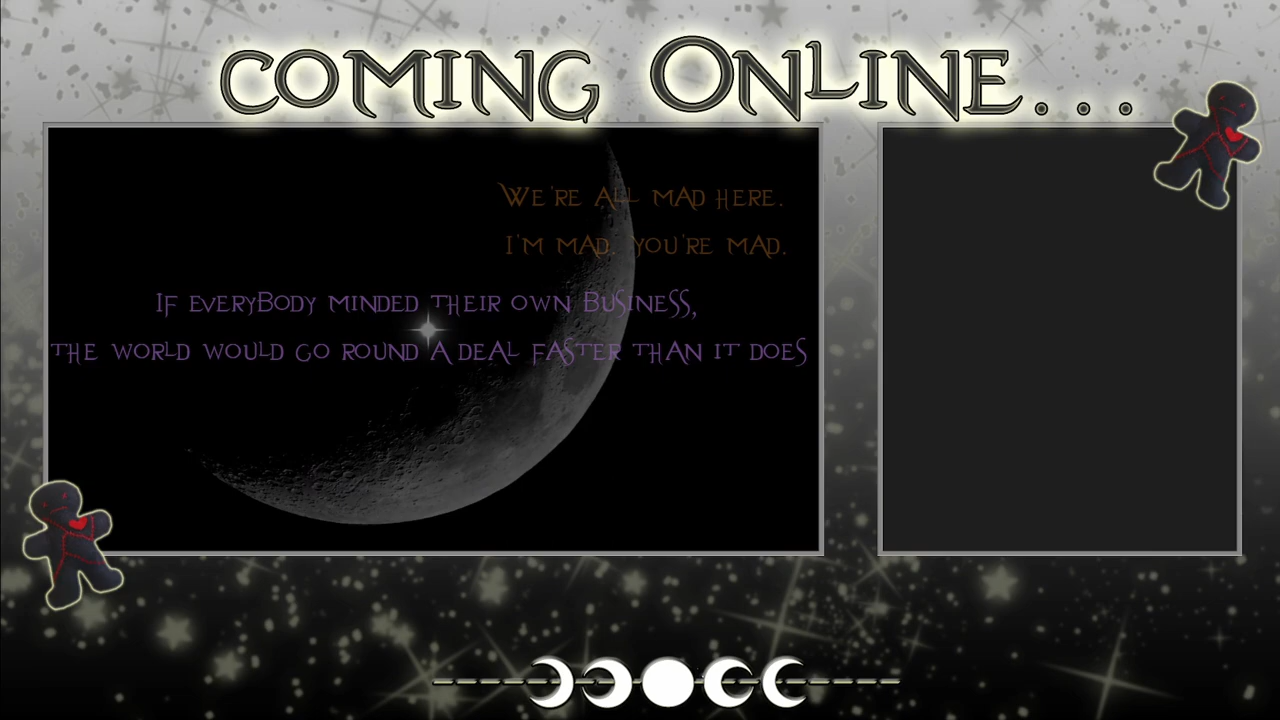 Coming Online...
We're all mad here.
I'm mad. You're mad.
If everybody minded their own business,
the world would go round a deal faster than it does